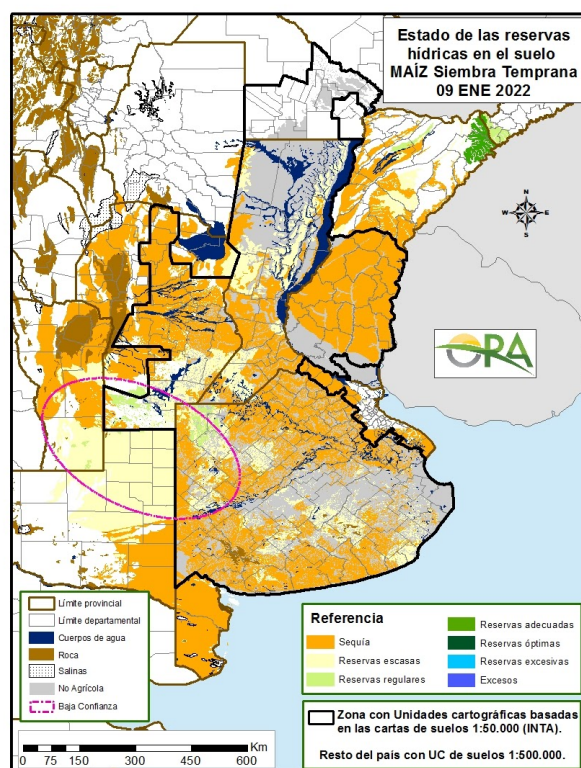 Estado de las reservas
hídricas en el suelo
MAÍZ Siembra Temprana
09 ENE 2022
N
W E
S
ORA
Límite provincial
Límite departamental
Cuerpos de agua
Roca
Salinas
No Agrícola
Baja Confianza
Referencia
Sequía
Reservas escasas
Reservas regulares
Reservas adecuadas
Reservas óptimas
Reservas excesivas
Excesos
Zona con Unidades cartográficas basadas
en las cartas de suelos 1:50.000 (INTA).
Resto del país con UC de suelos 1:500.000.
Km
0 75 150 300 450 600